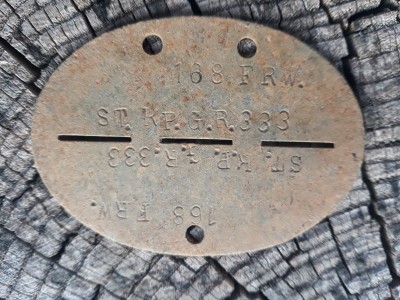 168 FRW.
ST. KP.G.R.333
ST. KP. G.R.333
168 FRW.